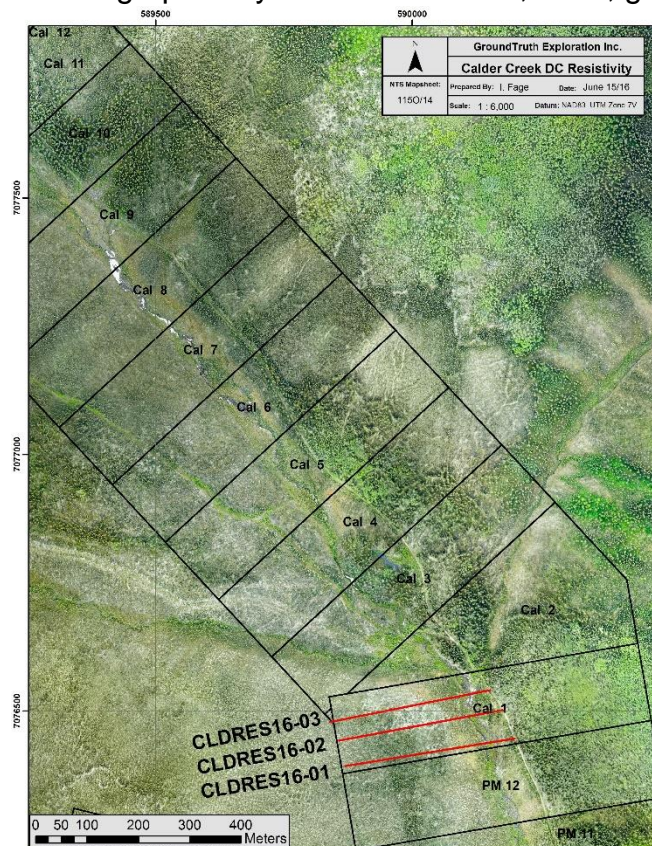 589500
590000
GroundTruth Exploration Inc.
Calder Creek DC Resistivity
N
NTS Mapsheet:
115O/14
Prepared By: I. Fage
Date: June 15/16
Scale: 1 : 6,000
Datum: NAD83 UTM Zone 7V
Cal 12
Cal 11
Cal 10
7077500
Cal 9
Cal 8
Cal 7
Cal 6
7077000
Cal 5
Cal 4
Cal 3
Cal 2
7076500
Cal 1
CLDRES16-03
CLDRES16-02
CLDRES16-01
PM 12
PM 11
0 50 100 200 300 400
Meters